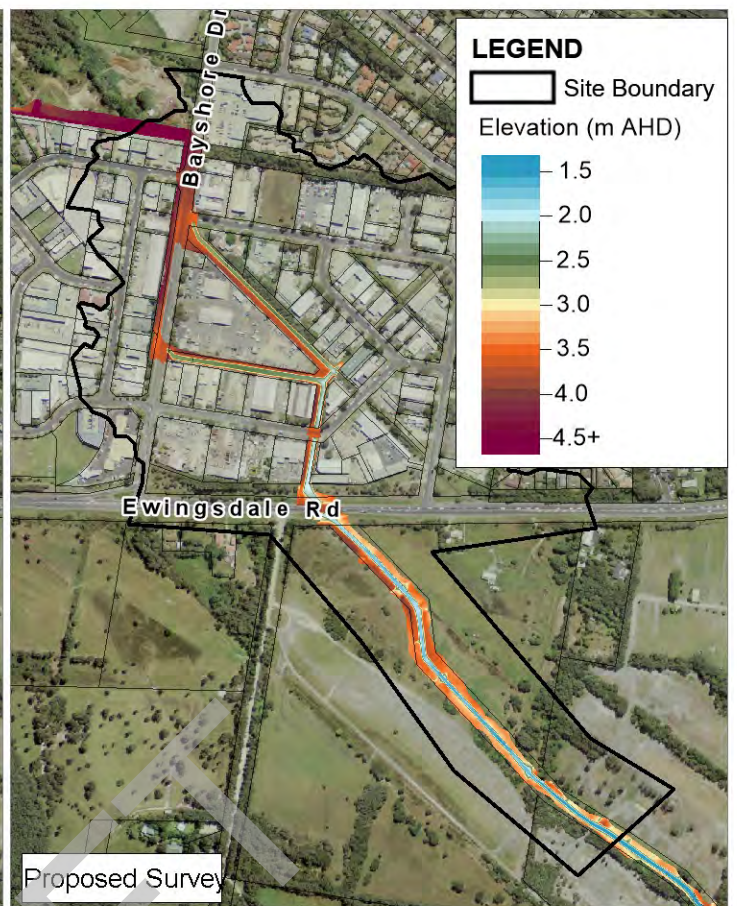 Bayshore Dr
LEGEND
Site Boundary
Elevation (m AHD)
1.5
2.0
2.5
3.0
3.5
4.0
4.5+
Ewingsdale Rd
Proposed Survey